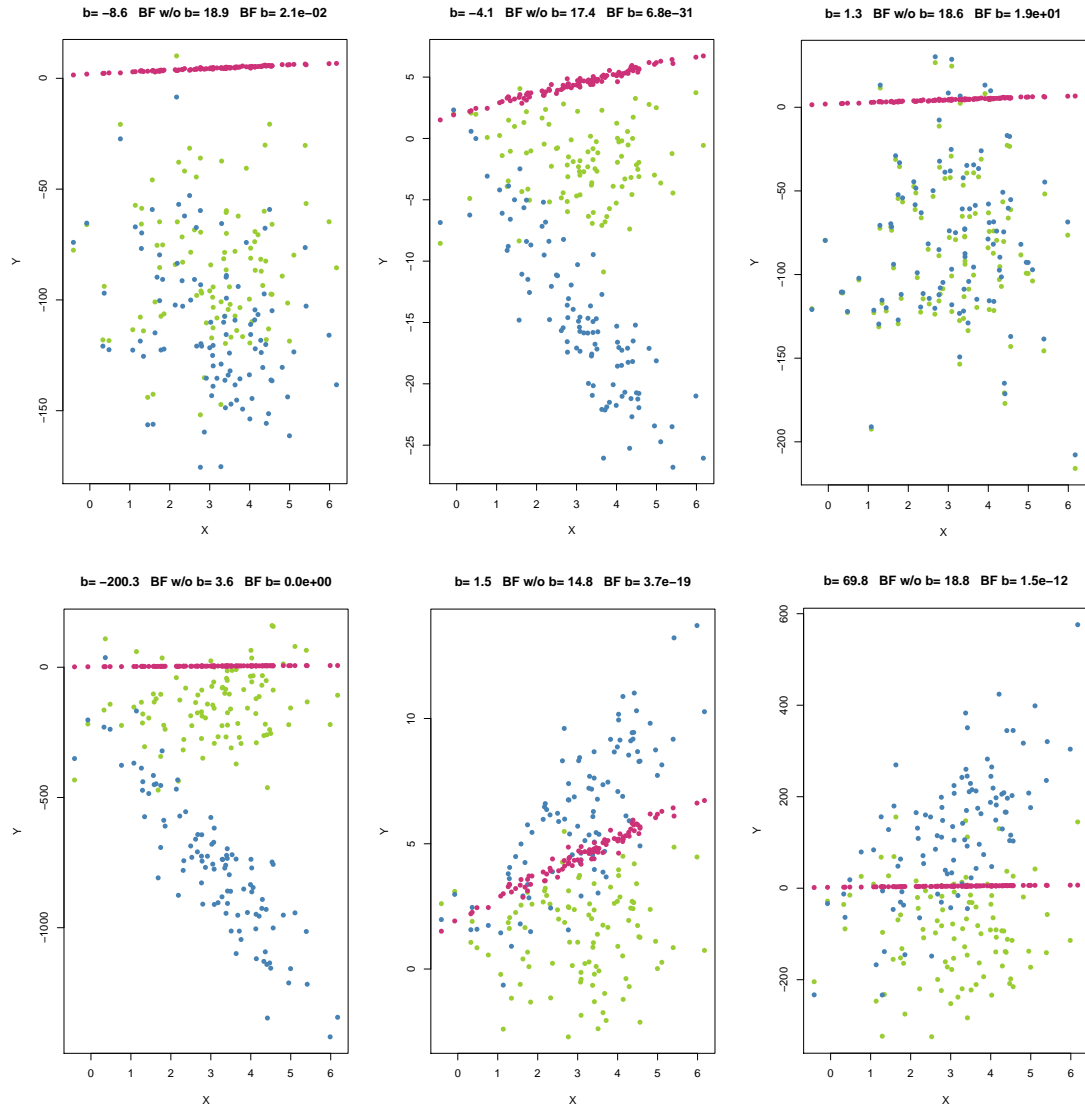 b= −8.6 BF w/o b= 18.9 BF b= 2.1e−02
Y
0
−50
−100
−150
0 1 2 3 4 5 6
X
b= −4.1 BF w/o b= 17.4 BF b= 6.8e−31
Y
5
0
−5
−10
−15
−20
−25
0 1 2 3 4 5 6
X
b= 1.3 BF w/o b= 18.6 BF b= 1.9e+01
Y
0
−50
−100
−150
−200
0 1 2 3 4 5 6
X
b= −200.3 BF w/o b= 3.6 BF b= 0.0e+00
Y
0
−500
−1000
0 1 2 3 4 5 6
X
b= 1.5 BF w/o b= 14.8 BF b= 3.7e−19
Y
10
5
0
0 1 2 3 4 5 6
X
b= 69.8 BF w/o b= 18.8 BF b= 1.5e−12
Y
600
400
200
0
−200
0 1 2 3 4 5 6
X